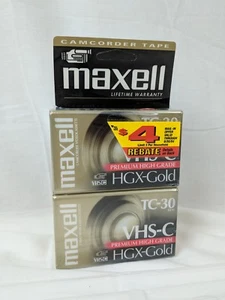 CAMCORDER TAPE
maxell
LIFETIME WARRANTY
maxell
TC-30
$4
REBATE
VHS-C
PREMIUM HIGH GRADE
HGX-Gold
maxell
TC-30
VHS-C
PREMIUM HIGH GRADE
HGX-Gold